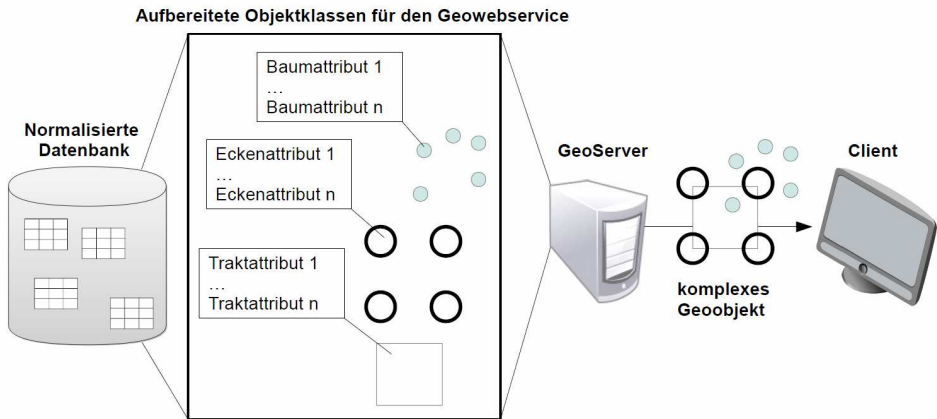 Aufbereitete Objektklassen für den Geowebservice
Normalisierte
Datenbank
Baumattribut 1
…
Baumattribut n
Eckenattribut 1
…
Eckenattribut n
Traktattribut 1
…
Traktattribut n
GeoServer
komplexes
Geoobjekt
Client